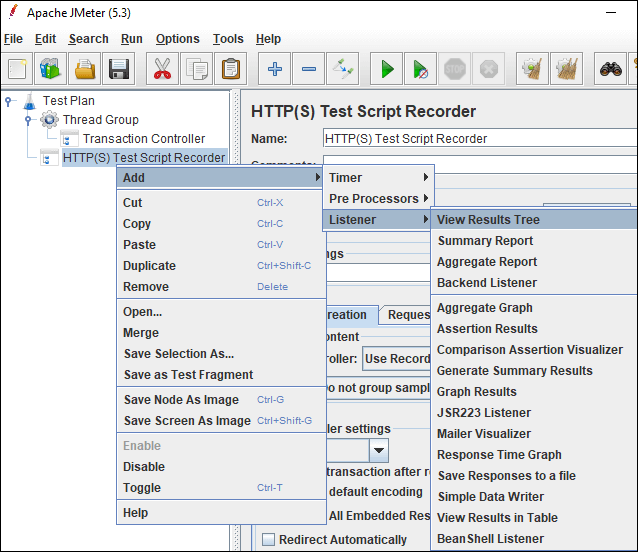 Apache JMeter (5.3)
File Edit Search Run Options Tools Help
Test Plan
Thread Group
Transaction Controller
HTTP(S) Test Script Recorder
HTTP(S) Test Script Recorder
Name: HTTP(S) Test Script Recorder
Add
Cut Ctrl-X
Copy Ctrl-C
Paste Ctrl-V
Duplicate Ctrl+Shift-C
Remove Delete
Open...
Merge
Save Selection As...
Save as Test Fragment
Save Node As Image Ctrl-G
Save Screen As Image Ctrl+Shift-G
Enable
Disable
Toggle Ctrl-T
Help
Timer
Pre Processors
Listener
View Results Tree
Summary Report
Aggregate Report
Backend Listener
Aggregate Graph
Assertion Results
Comparison Assertion Visualizer
Generate Summary Results
Graph Results
JSR223 Listener
Mailer Visualizer
Response Time Graph
Save Responses to a file
Simple Data Writer
View Results in Table
BeanShell Listener
ngs
reation Reques
ontent
roller: Use Record
o not group sampl
ler settings
transaction after re
default encoding
All Embedded Res
Redirect Automatically